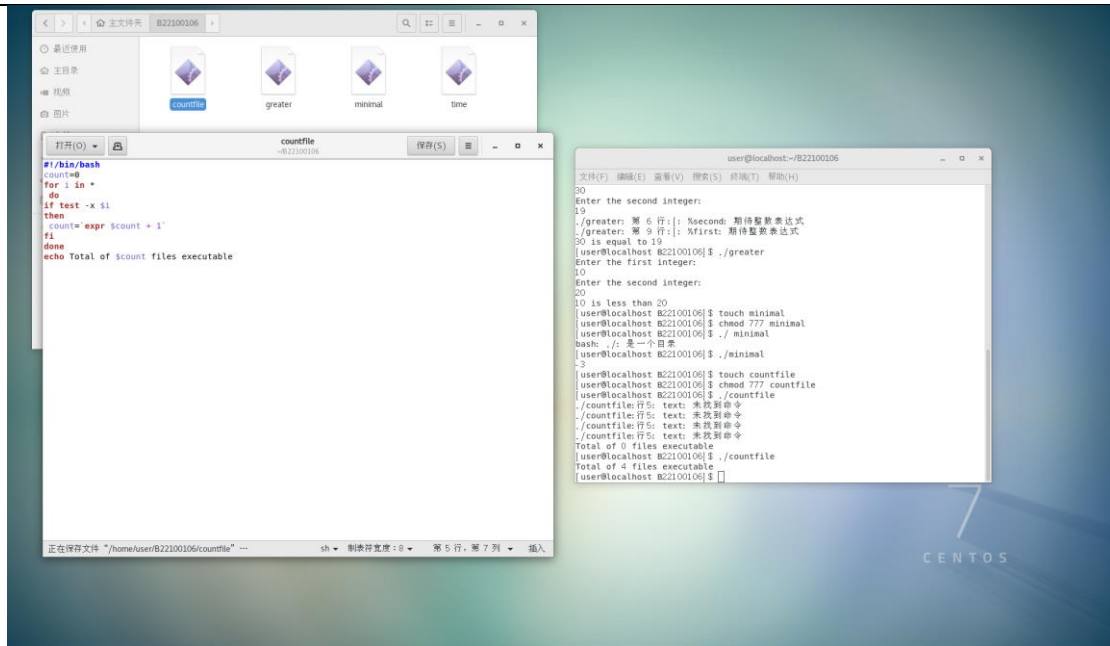 主文件夹 B22100106
最近使用
主目录
视频
图片
countfile greater minimal time
打开(O) countfile 保存(S)
~/B22100106
#!/bin/bash
count=0
for i in *
do
if test -x $i
then
count=`expr $count + 1`
fi
done
echo Total of $count files executable
正在保存文件 "/home/user/B22100106/countfile" … sh 制表符宽度：8 第 5 行，第 7 列 插入
user@localhost:~/B22100106
文件(F) 编辑(E) 查看(V) 搜索(S) 终端(T) 帮助(H)
30
Enter the second integer:
19
./greater: 第 6 行:[: %second: 期待整数表达式
./greater: 第 9 行:[: %first: 期待整数表达式
30 is equal to 19
[user@localhost B22100106]$ ./greater
Enter the first integer:
10
Enter the second integer:
20
10 is less than 20
[user@localhost B22100106]$ touch minimal
[user@localhost B22100106]$ chmod 777 minimal
[user@localhost B22100106]$ ./ minimal
bash: ./: 是一个目录
[user@localhost B22100106]$ ./minimal
-3
[user@localhost B22100106]$ touch countfile
[user@localhost B22100106]$ chmod 777 countfile
[user@localhost B22100106]$ ./countfile
./countfile:行5: text: 未找到命令
./countfile:行5: text: 未找到命令
./countfile:行5: text: 未找到命令
./countfile:行5: text: 未找到命令
Total of 0 files executable
[user@localhost B22100106]$ ./countfile
Total of 4 files executable
[user@localhost B22100106]$
7
CENTOS